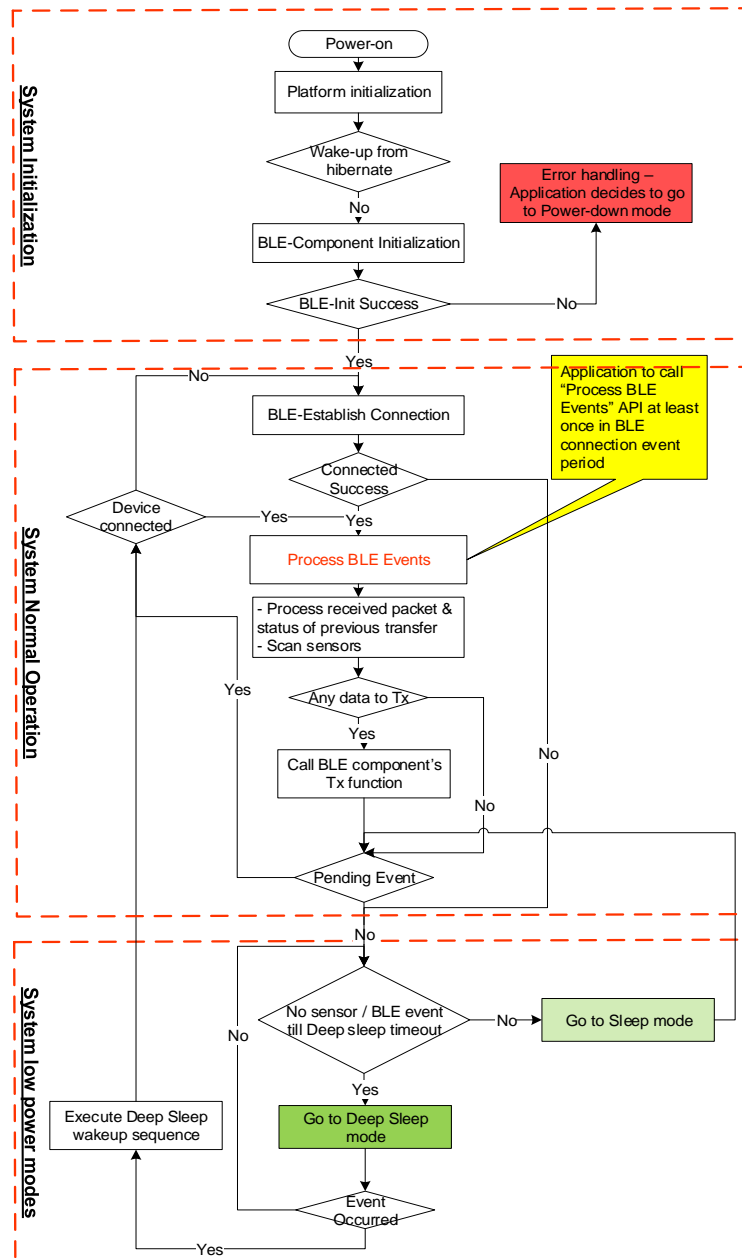 System Initialization
Power-on
Platform initialization
Wake-up from
hibernate
No
BLE-Component Initialization
BLE-Init Success
No
Error handling –
Application decides to go
to Power-down mode
Yes
System Normal Operation
No
BLE-Establish Connection
Application to call
“Process BLE
Events” API at least
once in BLE
connection event
period
Connected
Success
Device
connected
Yes
Yes
Process BLE Events
- Process received packet &
status of previous transfer
- Scan sensors
Yes
Any data to Tx
Yes
No
Call BLE component’s
Tx function
No
Pending Event
No
System low power modes
No sensor / BLE event
till Deep sleep timeout
No
Go to Sleep mode
No
Yes
Go to Deep Sleep
mode
Execute Deep Sleep
wakeup sequence
Event
Occurred
Yes